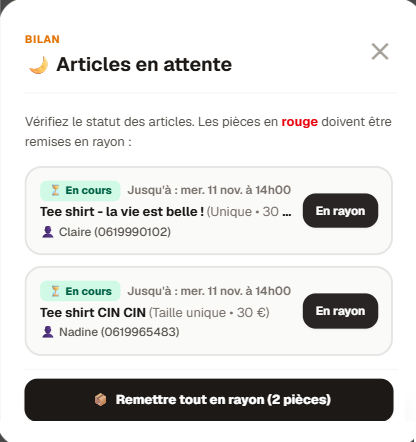 BILAN
🌙 Articles en attente
Vérifiez le statut des articles. Les pièces en rouge doivent être
remises en rayon :
⏳ En cours Jusqu'à : mer. 11 nov. à 14h00
Tee shirt - la vie est belle ! (Unique • 30 ...
En rayon
👤 Claire (0619990102)
⏳ En cours Jusqu'à : mer. 11 nov. à 14h00
Tee shirt CIN CIN (Taille unique • 30 €)
En rayon
👤 Nadine (0619965483)
📦 Remettre tout en rayon (2 pièces)